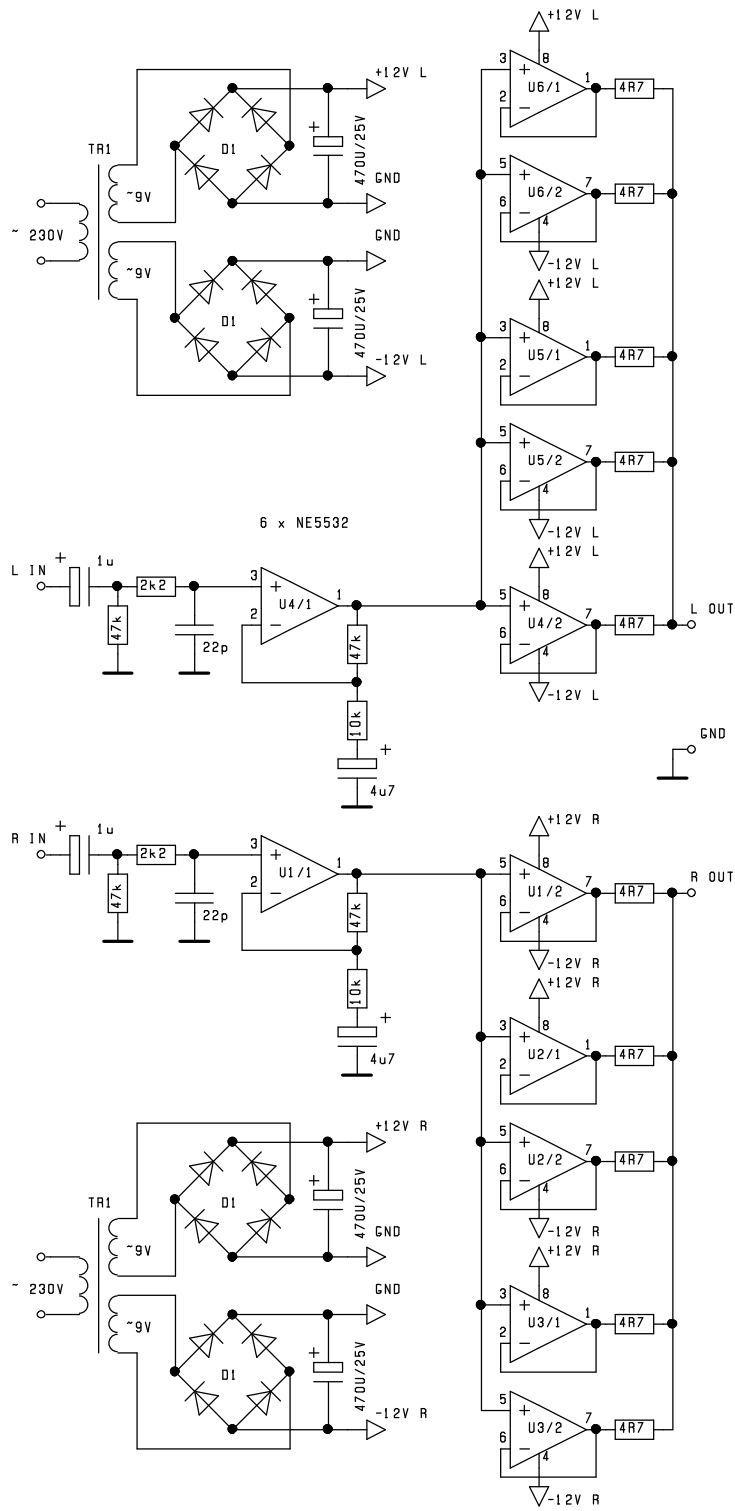 +12V L
3
+
8
U6/1
1
4R7
2
−
+12V L
+
470U/25V
D1
TR1
~9V
GND
5
+
U6/2
7
4R7
6
−
4
-12V L
~ 230V
GND
~9V
+
470U/25V
D1
-12V L
+12V L
3
+
8
U5/1
1
4R7
2
−
5
+
U5/2
7
4R7
6
−
4
-12V L
6 x NE5532
+12V L
L IN
+
1u
2k2
47k
22p
3
+
U4/1
1
2
−
47k
10k
+
4u7
5
+
8
U4/2
7
4R7
6
−
4
-12V L
L OUT
GND
+12V R
R IN
+
1u
2k2
47k
22p
3
+
U1/1
1
2
−
47k
10k
+
4u7
5
+
8
U1/2
7
4R7
6
−
4
-12V R
R OUT
+12V R
3
+
8
U2/1
1
4R7
2
−
+12V R
+
470U/25V
D1
TR1
~9V
GND
5
+
U2/2
7
4R7
6
−
4
-12V R
~ 230V
GND
~9V
+
470U/25V
D1
-12V R
+12V R
3
+
8
U3/1
1
4R7
2
−
5
+
U3/2
7
4R7
6
−
4
-12V R